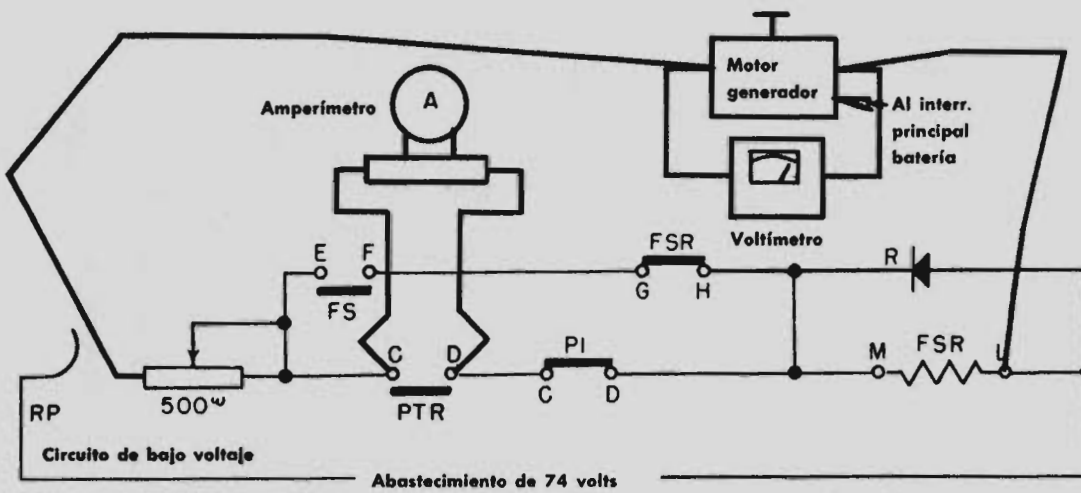 Motor
generador
Amperímetro
A
Al interr.
principal
batería
Voltímetro
E
F
FS
FSR
G
H
R
C
D
PTR
PI
C
D
M
FSR
L
RP
500ω
Circuito de bajo voltaje
Abastecimiento de 74 volts